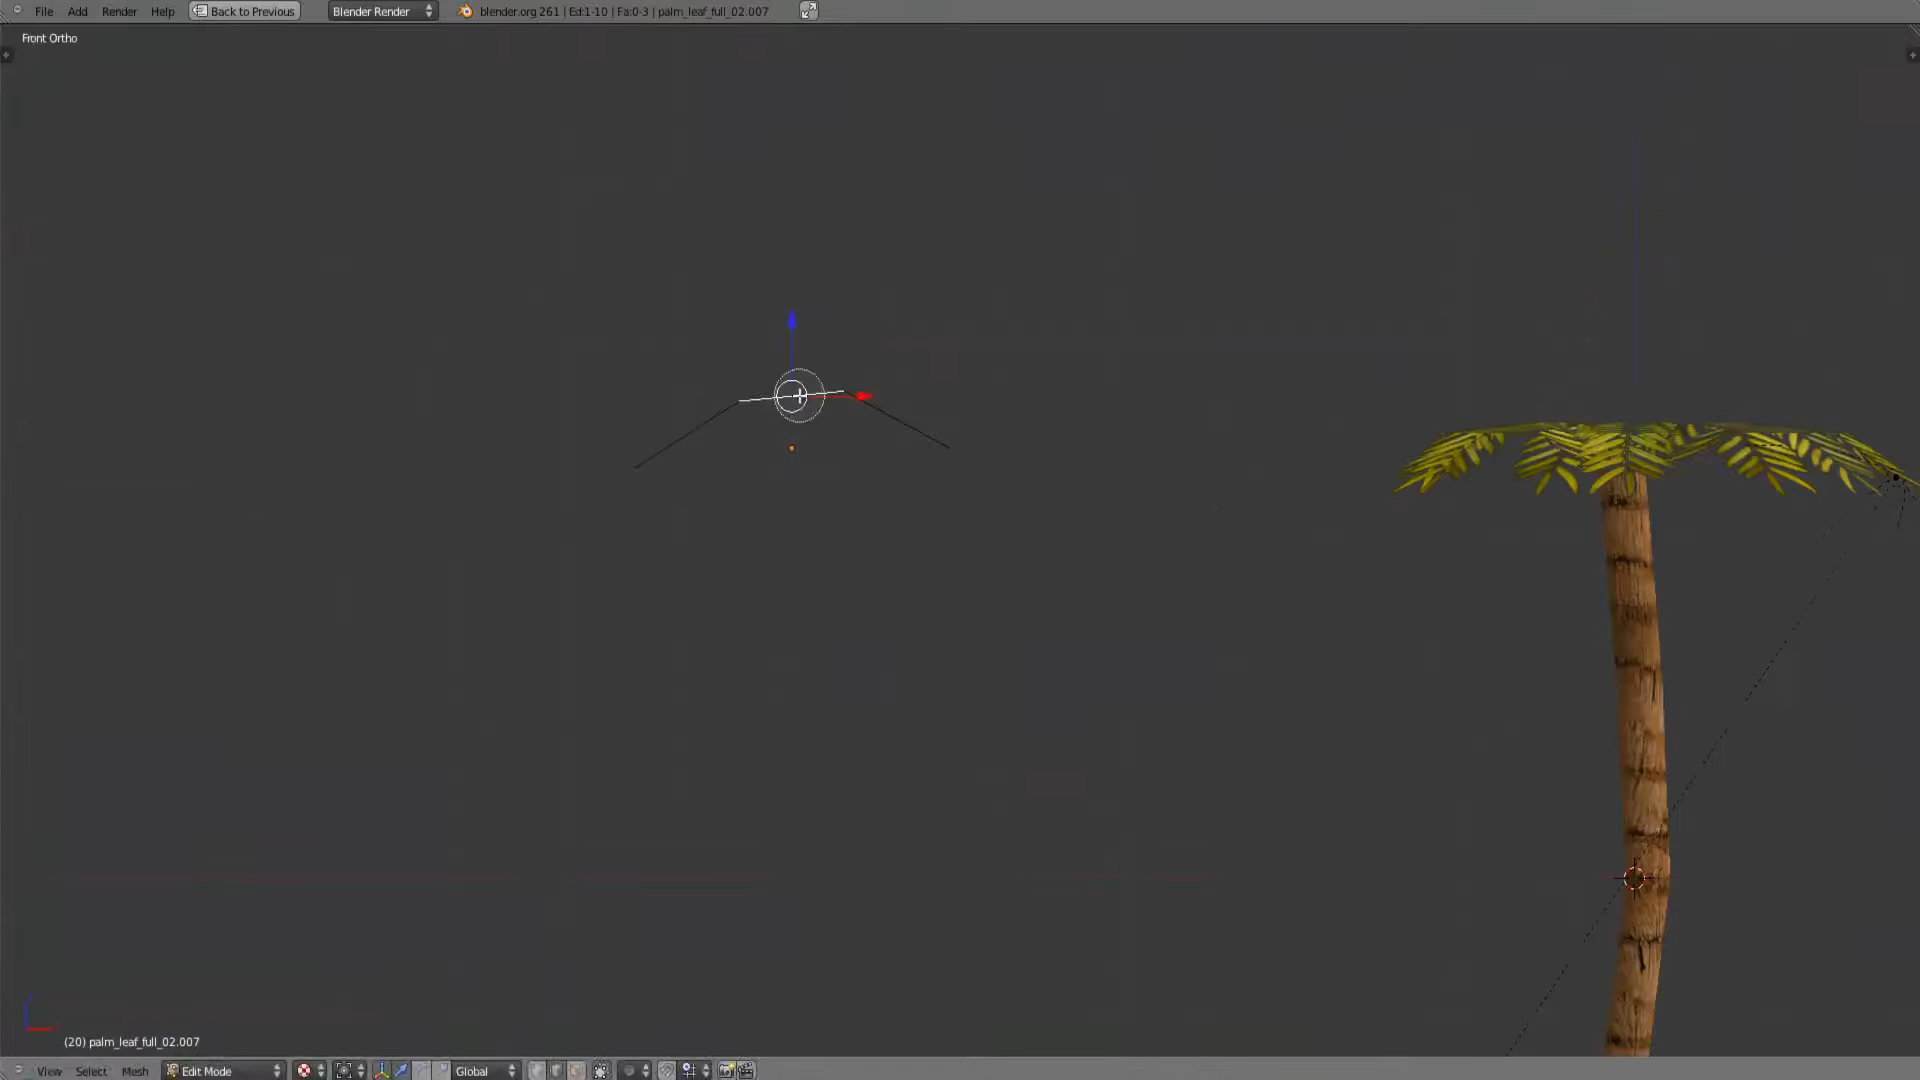 File Add Render Help Back to Previous Blender Render blender.org 261 | Ed:1-10 | Fa:0-3 | palm_leaf_full_02.007
Front Ortho
(20) palm_leaf_full_02.007
View Select Mesh Edit Mode Global